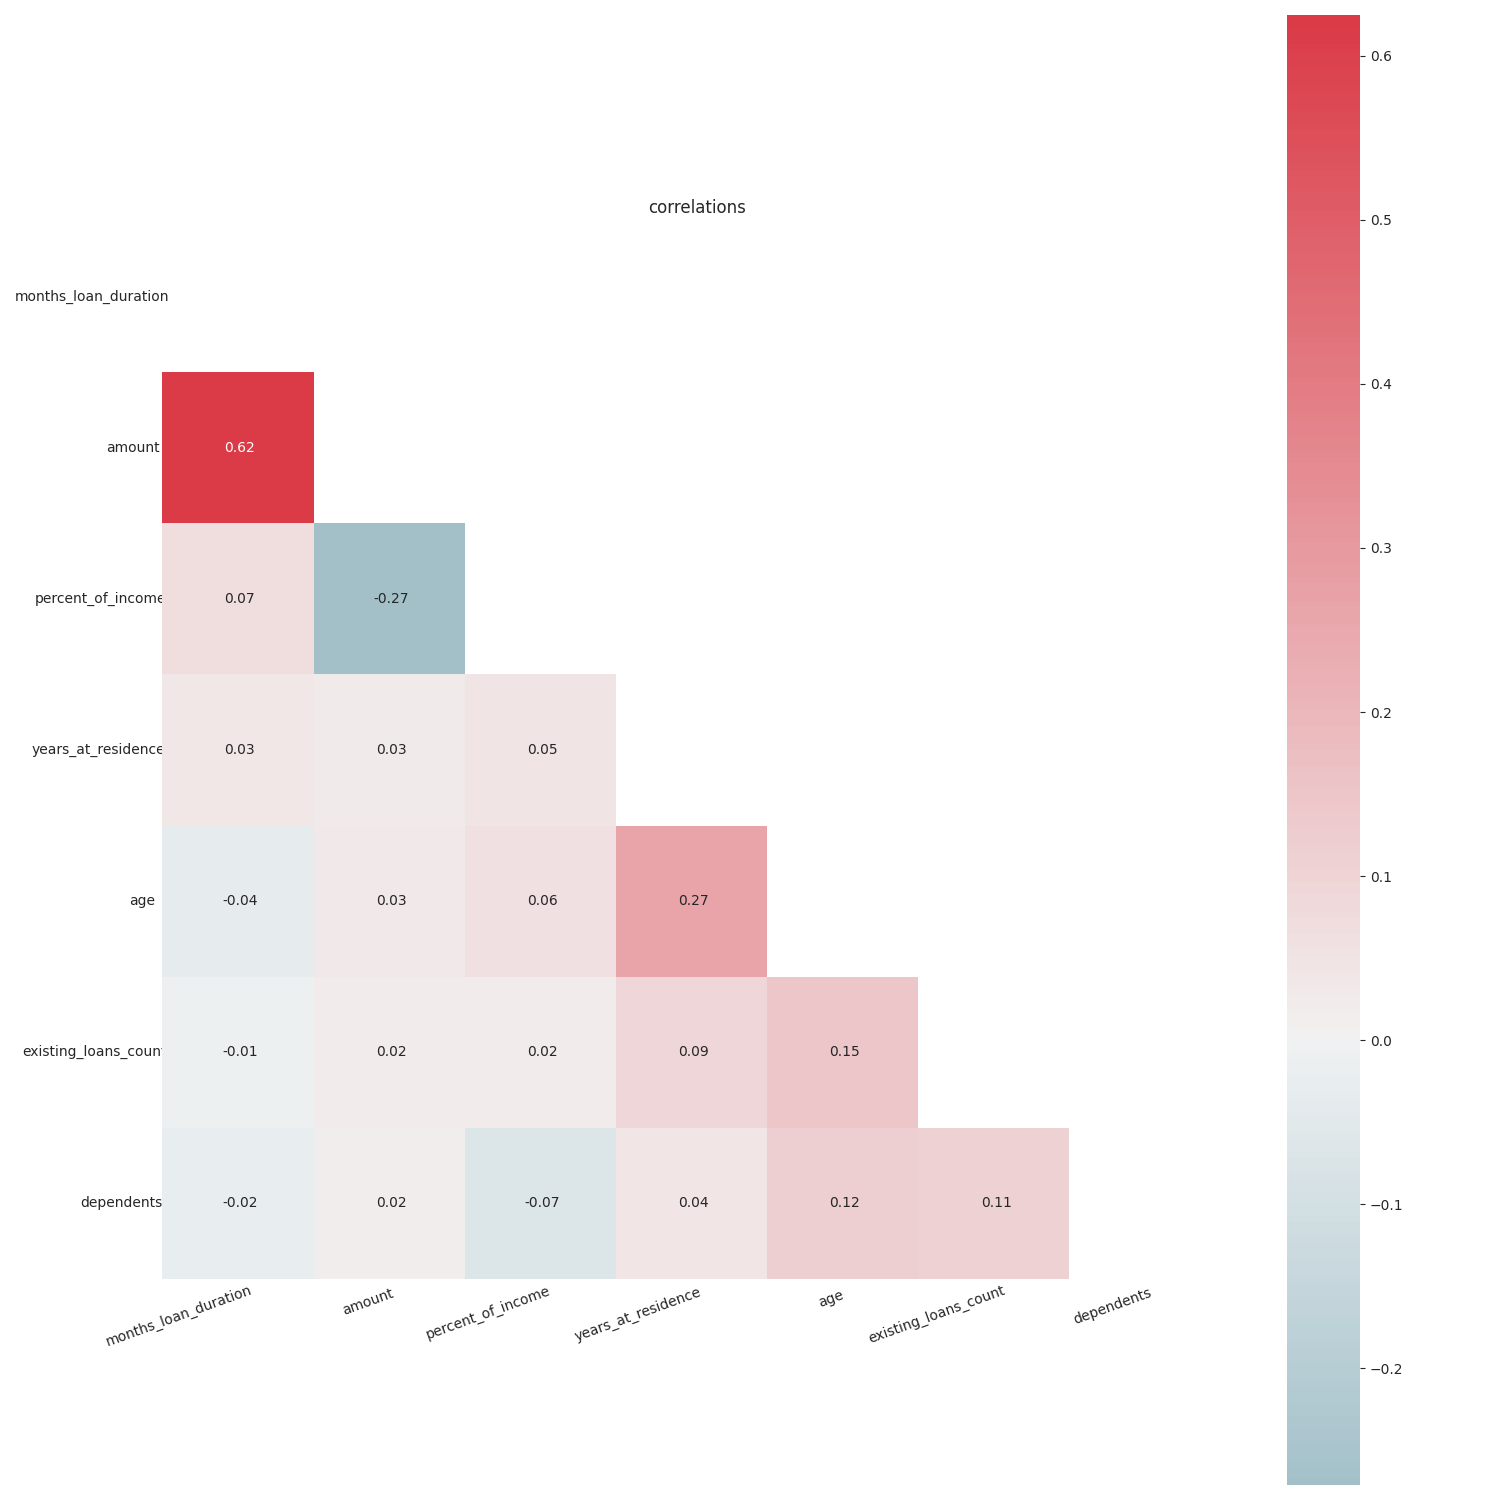 correlations
months_loan_duration
amount 0.62
percent_of_income 0.07 -0.27
years_at_residence 0.03 0.03 0.05
age -0.04 0.03 0.06 0.27
existing_loans_coun -0.01 0.02 0.02 0.09 0.15
dependents -0.02 0.02 -0.07 0.04 0.12 0.11
months_loan_duration amount percent_of_income years_at_residence age existing_loans_count dependents
0.6
0.5
0.4
0.3
0.2
0.1
0.0
−0.1
−0.2